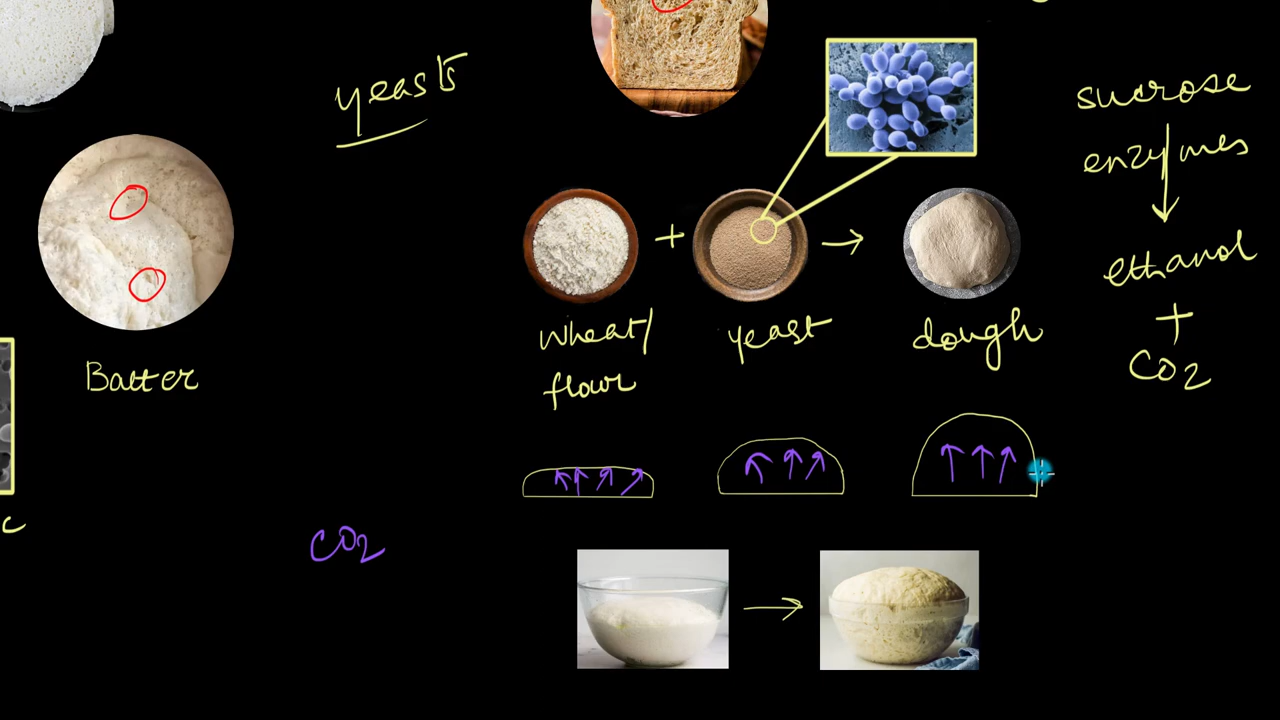 yeasts
sucrose
enzymes
ethanol
+
CO2
+
wheat/
flour
yeast
dough
Batter
c
CO2